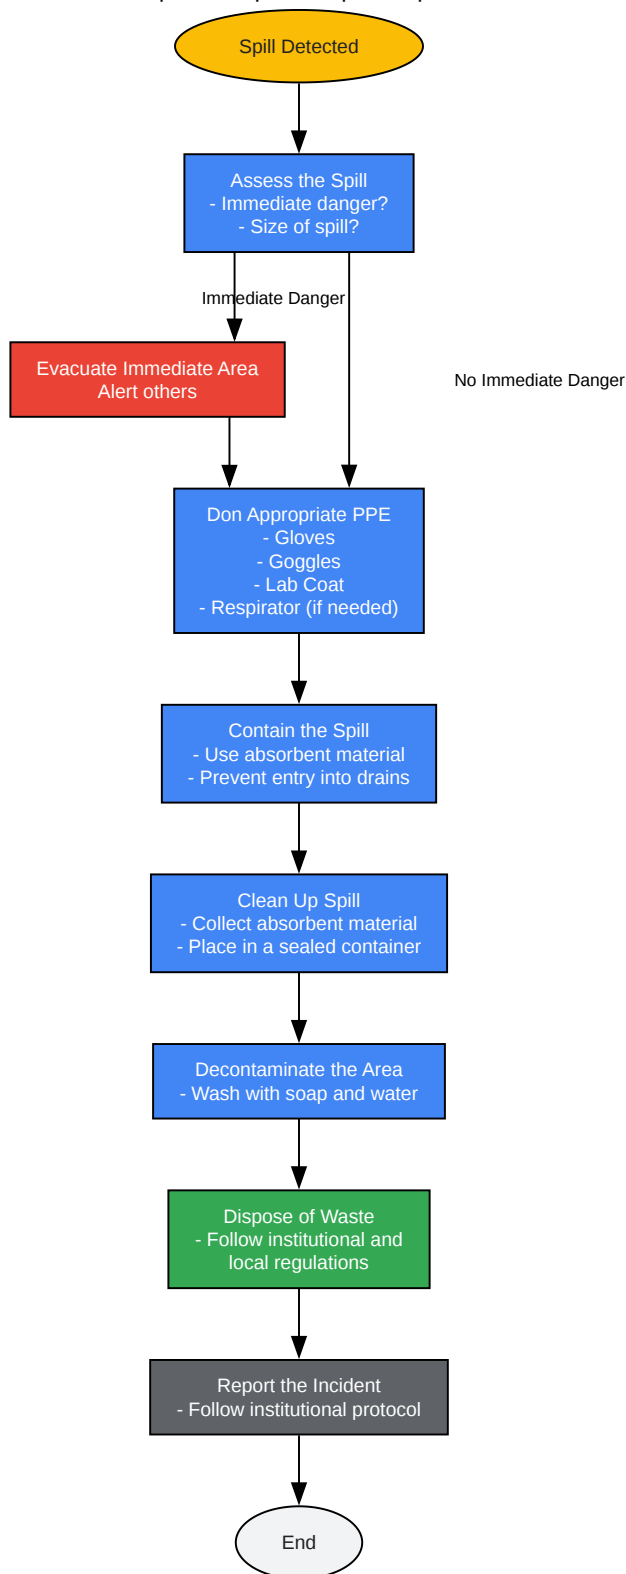 Spill Detected
Assess the Spill
- Immediate danger?
- Size of spill?
Immediate Danger
Evacuate Immediate Area
Alert others
No Immediate Danger
Don Appropriate PPE
- Gloves
- Goggles
- Lab Coat
- Respirator (if needed)
Contain the Spill
- Use absorbent material
- Prevent entry into drains
Clean Up Spill
- Collect absorbent material
- Place in a sealed container
Decontaminate the Area
- Wash with soap and water
Dispose of Waste
- Follow institutional and
local regulations
Report the Incident
- Follow institutional protocol
End